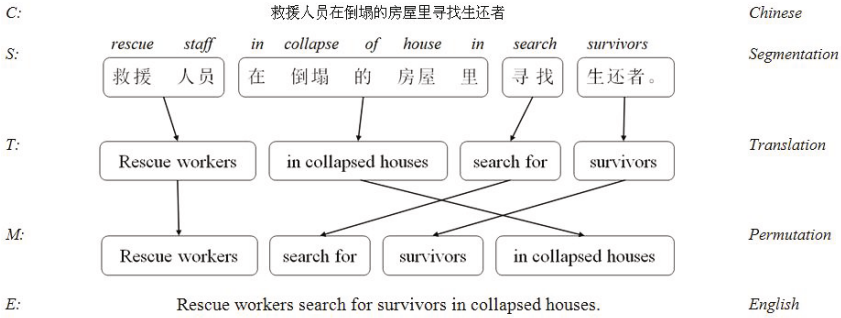 C: 救援人员在倒塌的房屋里寻找生还者 Chinese
rescue staff in collapse of house in search survivors
S: 救援 人员 在 倒塌 的 房屋 里 寻找 生还者。 Segmentation
T: Rescue workers in collapsed houses search for survivors Translation
M: Rescue workers search for survivors in collapsed houses Permutation
E: Rescue workers search for survivors in collapsed houses. English